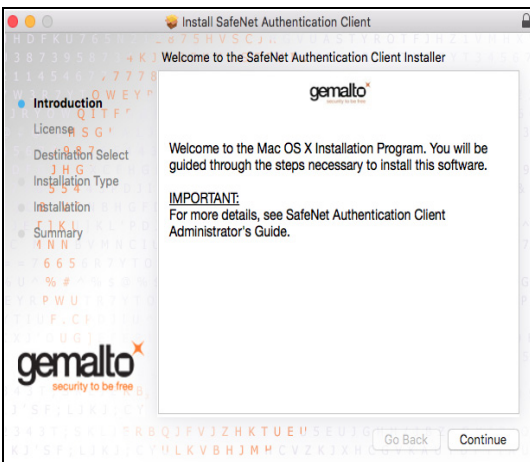 Install SafeNet Authentication Client
Welcome to the SafeNet Authentication Client Installer
Introduction
License
Destination Select
Installation Type
Installation
Summary
gemalto
security to be free
Welcome to the Mac OS X Installation Program. You will be
guided through the steps necessary to install this software.
IMPORTANT:
For more details, see SafeNet Authentication Client
Administrator's Guide.
gemalto
security to be free
Go Back
Continue